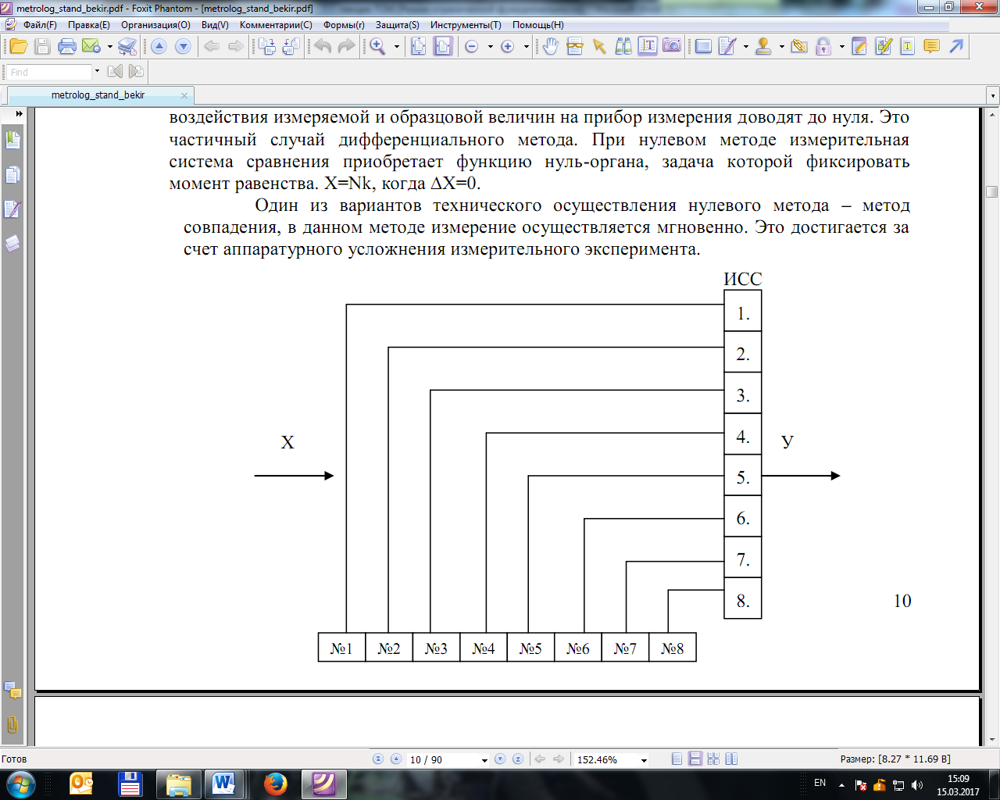 metrolog_stand_bekir.pdf - Foxit Phantom - [metrolog_stand_bekir.pdf]
Файл(F) Правка(E) Организация(O) Вид(V) Комментарии(C) Формы(r) Защита(S) Инструменты(T) Помощь(H)
Find
metrolog_stand_bekir
воздействия измеряемой и образцовой величин на прибор измерения доводят до нуля. Это
частичный случай дифференциального метода. При нулевом методе измерительная
система сравнения приобретает функцию нуль-органа, задача которой фиксировать
момент равенства. Х=Nk, когда ΔХ=0.
Один из вариантов технического осуществления нулевого метода – метод
совпадения, в данном методе измерение осуществляется мгновенно. Это достигается за
счет аппаратурного усложнения измерительного эксперимента.
ИСС
1.
2.
3.
4.
Х
У
5.
6.
7.
8.
10
№1 №2 №3 №4 №5 №6 №7 №8
Готов
10 / 90
152.46%
Размер: [8.27 * 11.69 В]
EN
15:09
15.03.2017